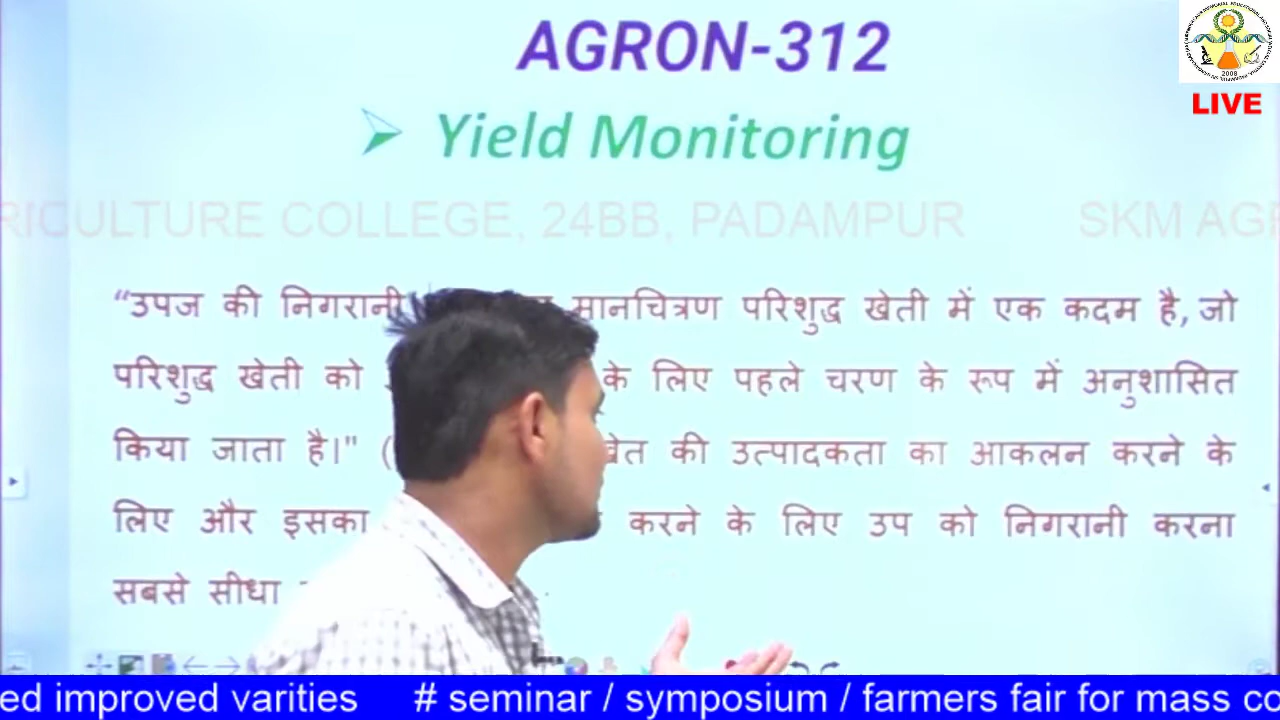 AGRON-312
LIVE
Yield Monitoring
RICULTURE COLLEGE, 24BB, PADAMPUR SKM AGR
“उपज की निगरानी मानचित्रण परिशुद्ध खेती में एक कदम है, जो
परिशुद्ध खेती को के लिए पहले चरण के रूप में अनुशासित
किया जाता है।" ( खेत की उत्पादकता का आकलन करने के
लिए और इसका करने के लिए उप को निगरानी करना
सबसे सीधा
ed improved varities # seminar / symposium / farmers fair for mass co